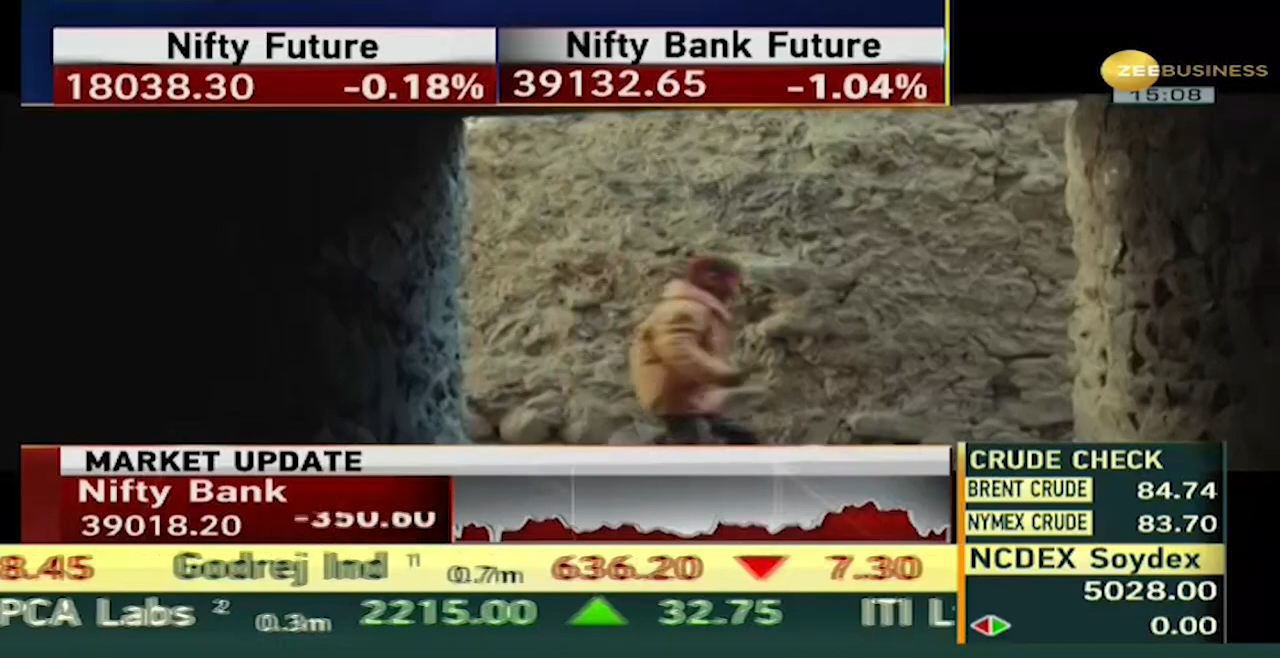 Nifty Future
Nifty Bank Future
18038.30 -0.18%
39132.65 -1.04%
ZEEBUSINESS
15:08
MARKET UPDATE
Nifty Bank
39018.20 -350.60
CRUDE CHECK
BRENT CRUDE 84.74
NYMEX CRUDE 83.70
NCDEX Soydex
5028.00
0.00
8.45 Godrej Ind 11 0.7m 636.20 7.30
PCA Labs 2 0.3m 2215.00 32.75 ITI L